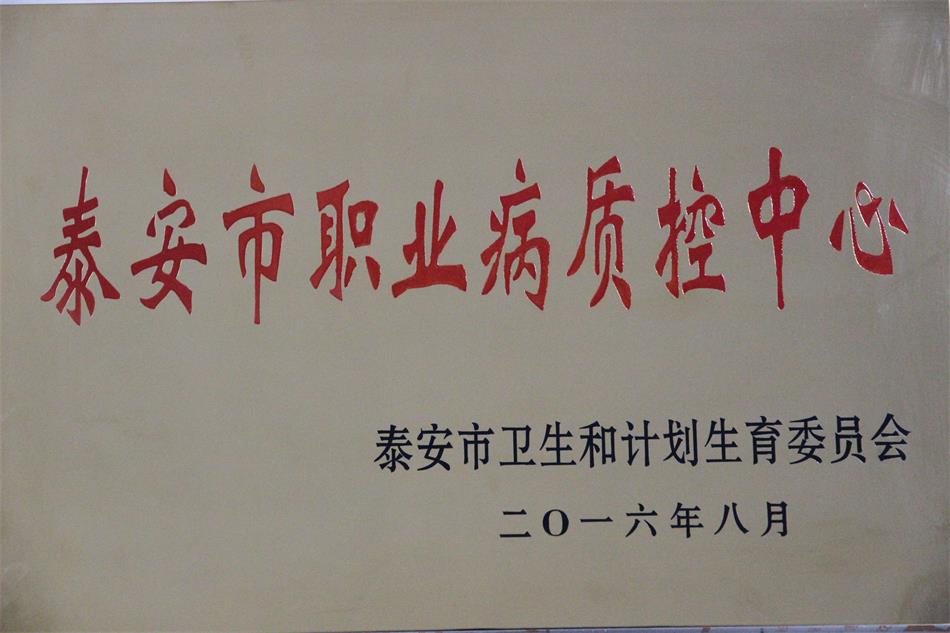 泰安市职业病质控中心
泰安市卫生和计划生育委员会
二O一六年八月